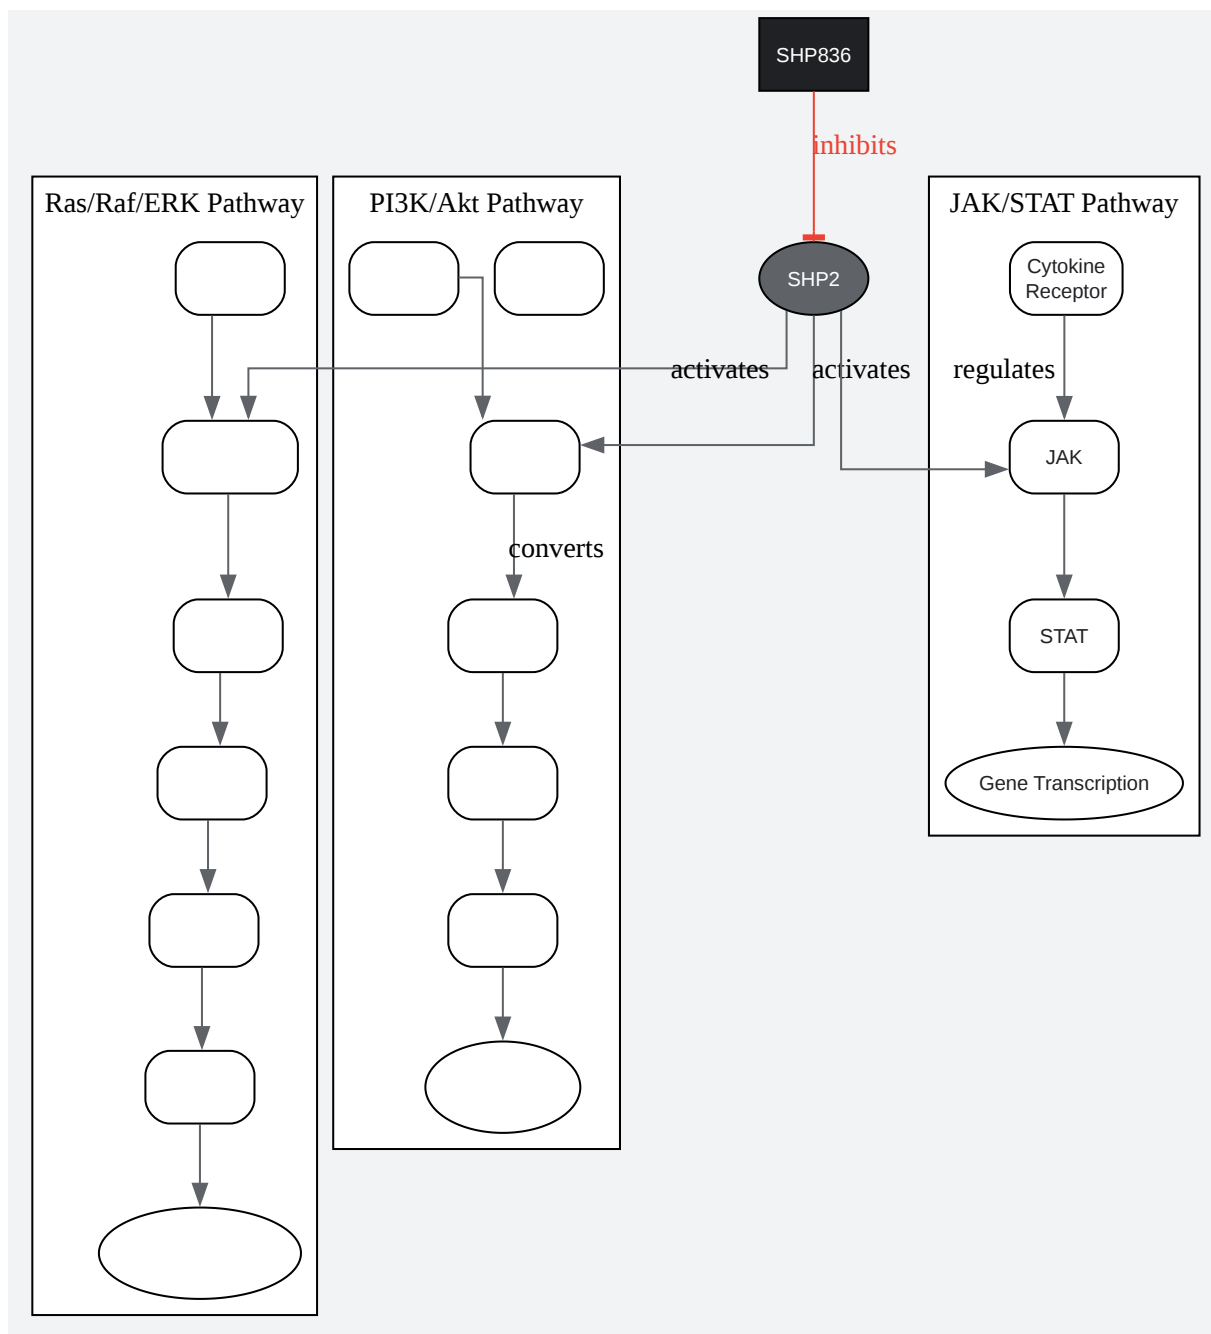 SHP836
inhibits
Ras/Raf/ERK Pathway
PI3K/Akt Pathway
JAK/STAT Pathway
SHP2
Cytokine
Receptor
activates
activates
regulates
JAK
converts
STAT
Gene Transcription